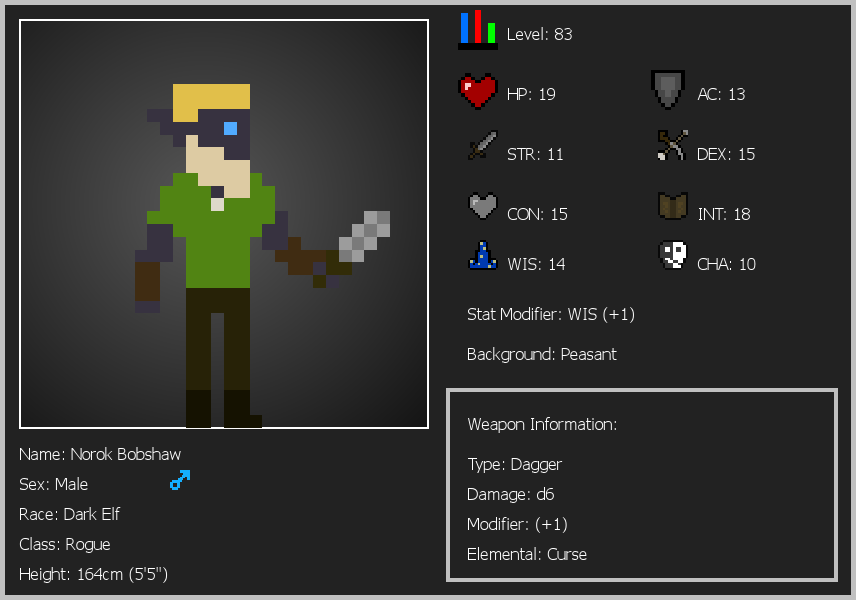 Level: 83
HP: 19
AC: 13
STR: 11
DEX: 15
CON: 15
INT: 18
WIS: 14
CHA: 10
Stat Modifier: WIS (+1)
Background: Peasant
Weapon Information:
Type: Dagger
Damage: d6
Modifier: (+1)
Elemental: Curse
Name: Norok Bobshaw
Sex: Male
Race: Dark Elf
Class: Rogue
Height: 164cm (5'5")